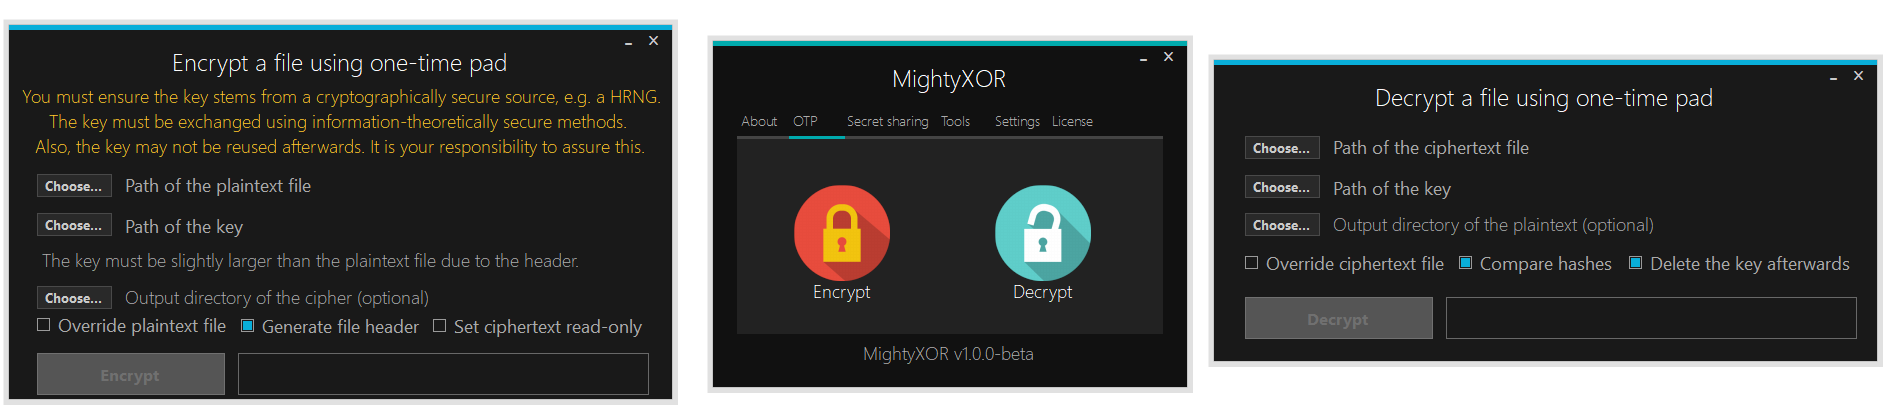 Encrypt a file using one-time pad
You must ensure the key stems from a cryptographically secure source, e.g. a HRNG.
The key must be exchanged using information-theoretically secure methods.
Also, the key may not be reused afterwards. It is your responsibility to assure this.
Choose... Path of the plaintext file
Choose... Path of the key
The key must be slightly larger than the plaintext file due to the header.
Choose... Output directory of the cipher (optional)
Override plaintext file Generate file header Set ciphertext read-only
Encrypt
MightyXOR
About OTP Secret sharing Tools Settings License
Encrypt Decrypt
MightyXOR v1.0.0-beta
Decrypt a file using one-time pad
Choose... Path of the ciphertext file
Choose... Path of the key
Choose... Output directory of the plaintext (optional)
Override ciphertext file Compare hashes Delete the key afterwards
Decrypt